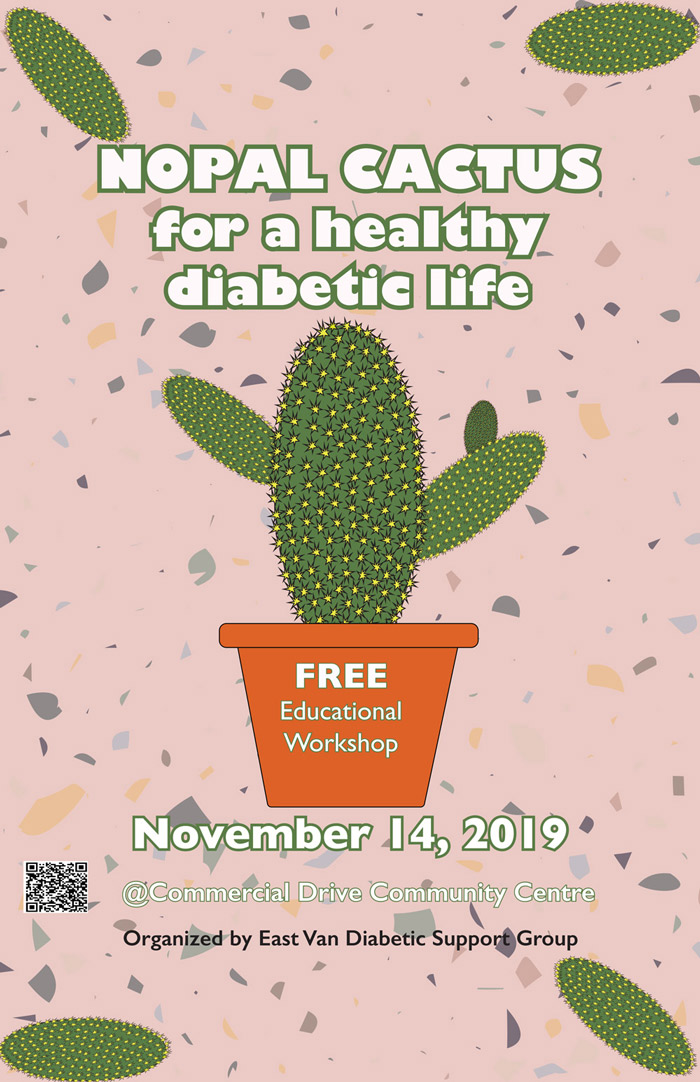 NOPAL CACTUS
for a healthy
diabetic life
FREE
Educational
Workshop
November 14, 2019
@Commercial Drive Community Centre
Organized by East Van Diabetic Support Group